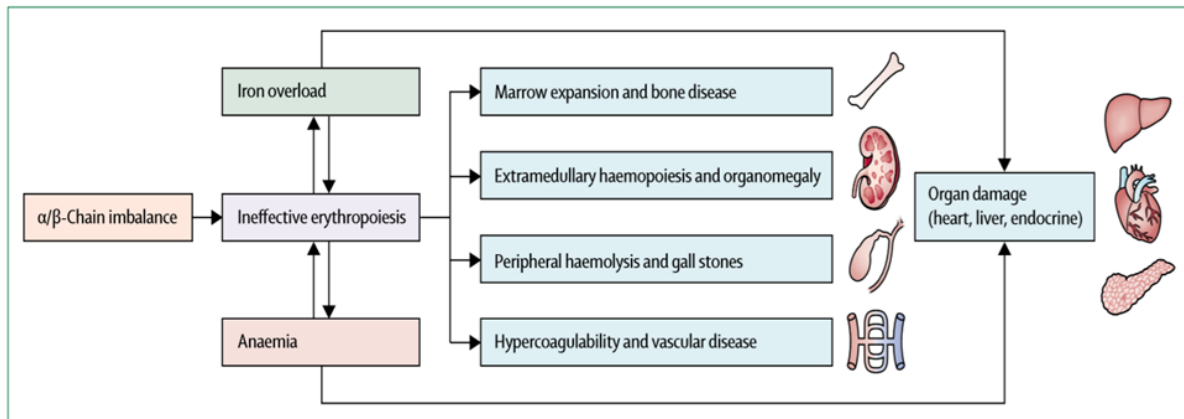 Iron overload
Marrow expansion and bone disease
Extramedullary haemopoiesis and organomegaly
α/β-Chain imbalance
Ineffective erythropoiesis
Organ damage
(heart, liver, endocrine)
Peripheral haemolysis and gall stones
Anaemia
Hypercoagulability and vascular disease